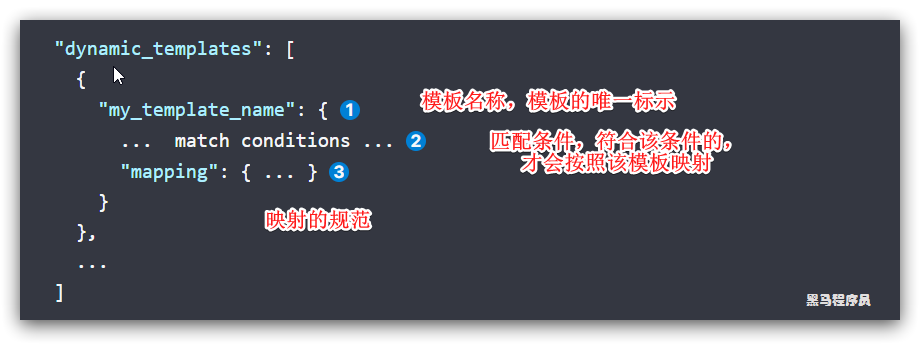 "dynamic_templates": [
{
"my_template_name": { 1 模板名称，模板的唯一标示
... match conditions ... 2 匹配条件，符合该条件的，
才会按照该模板映射
"mapping": { ... } 3
}
映射的规范
},
...
]
黑马程序员